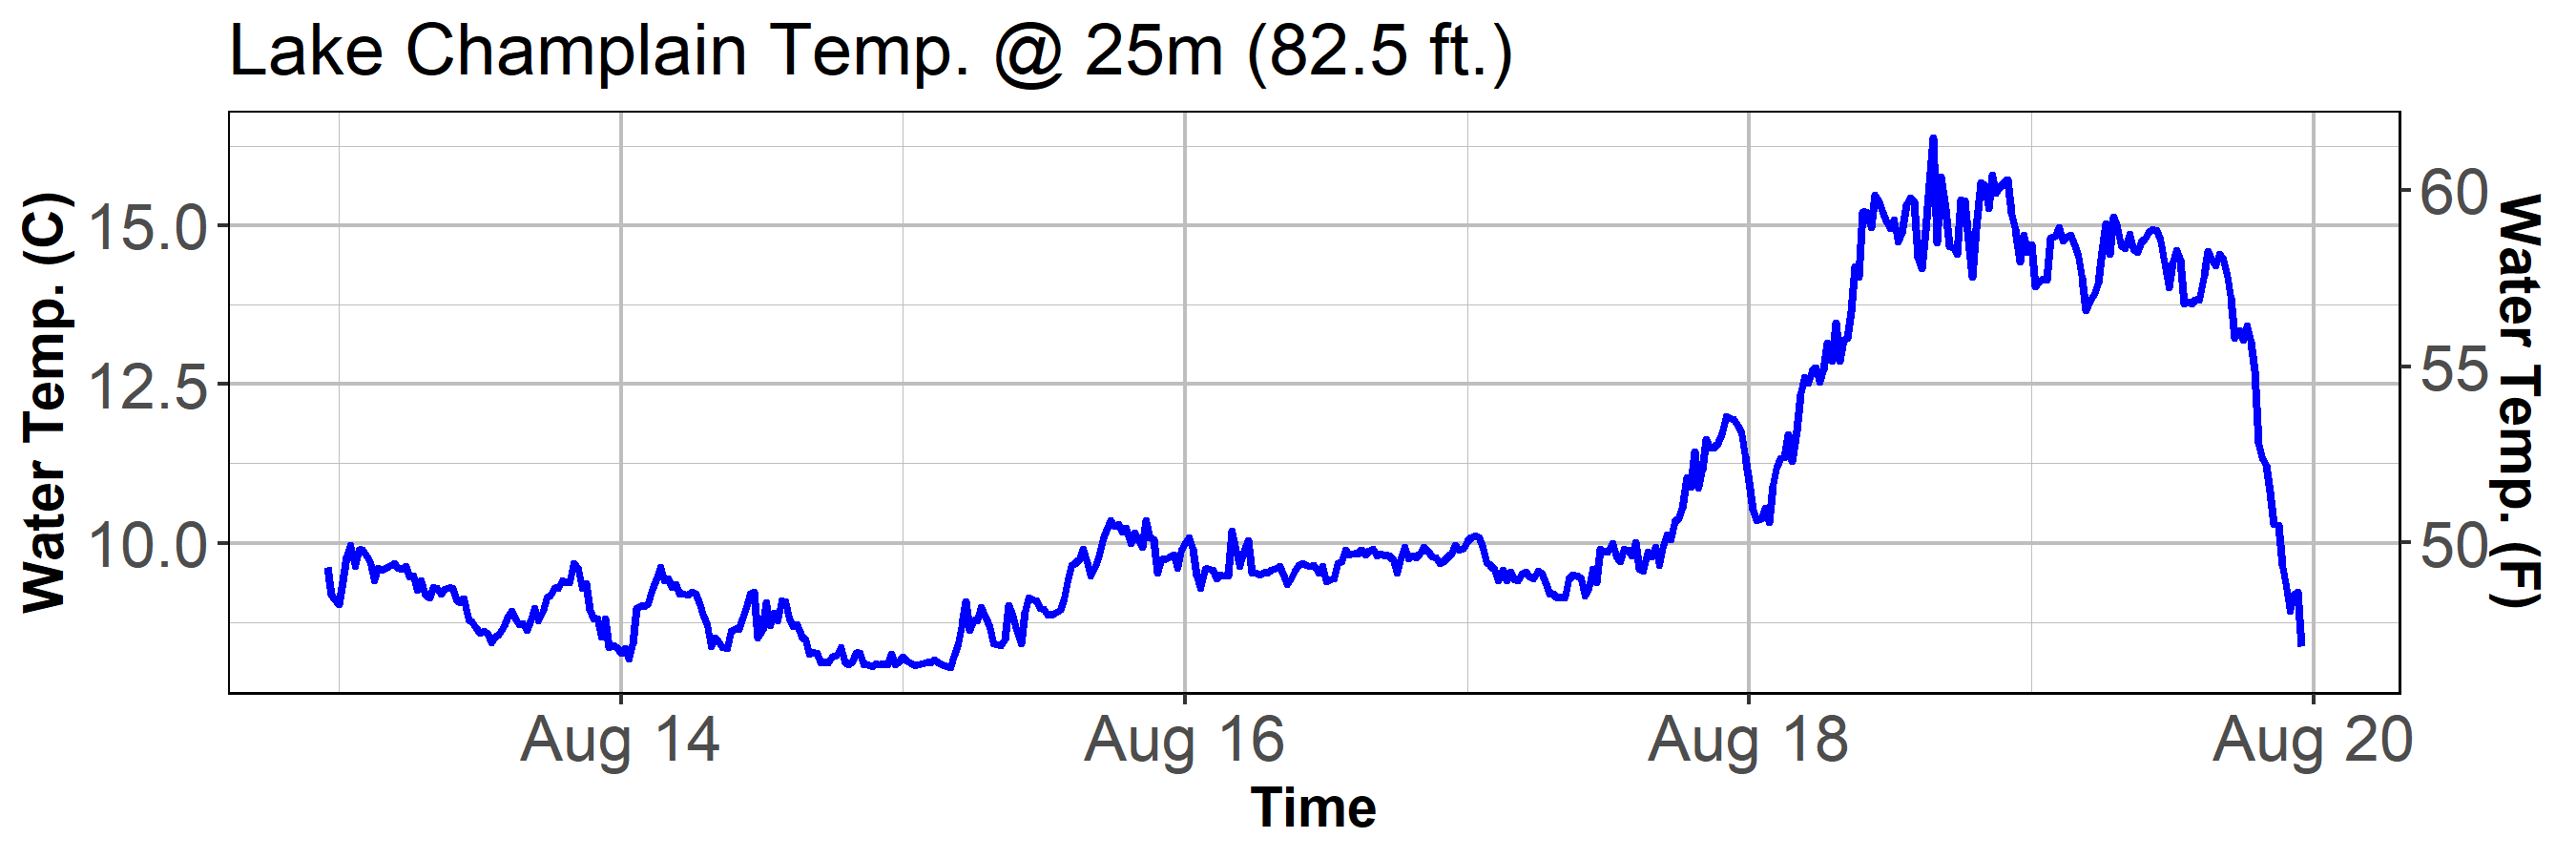 Lake Champlain Temp. @ 25m (82.5 ft.)
Water Temp. (C)
15.0
12.5
10.0
60
55
50
Water Temp. (F)
Aug 14 Aug 16 Aug 18 Aug 20
Time